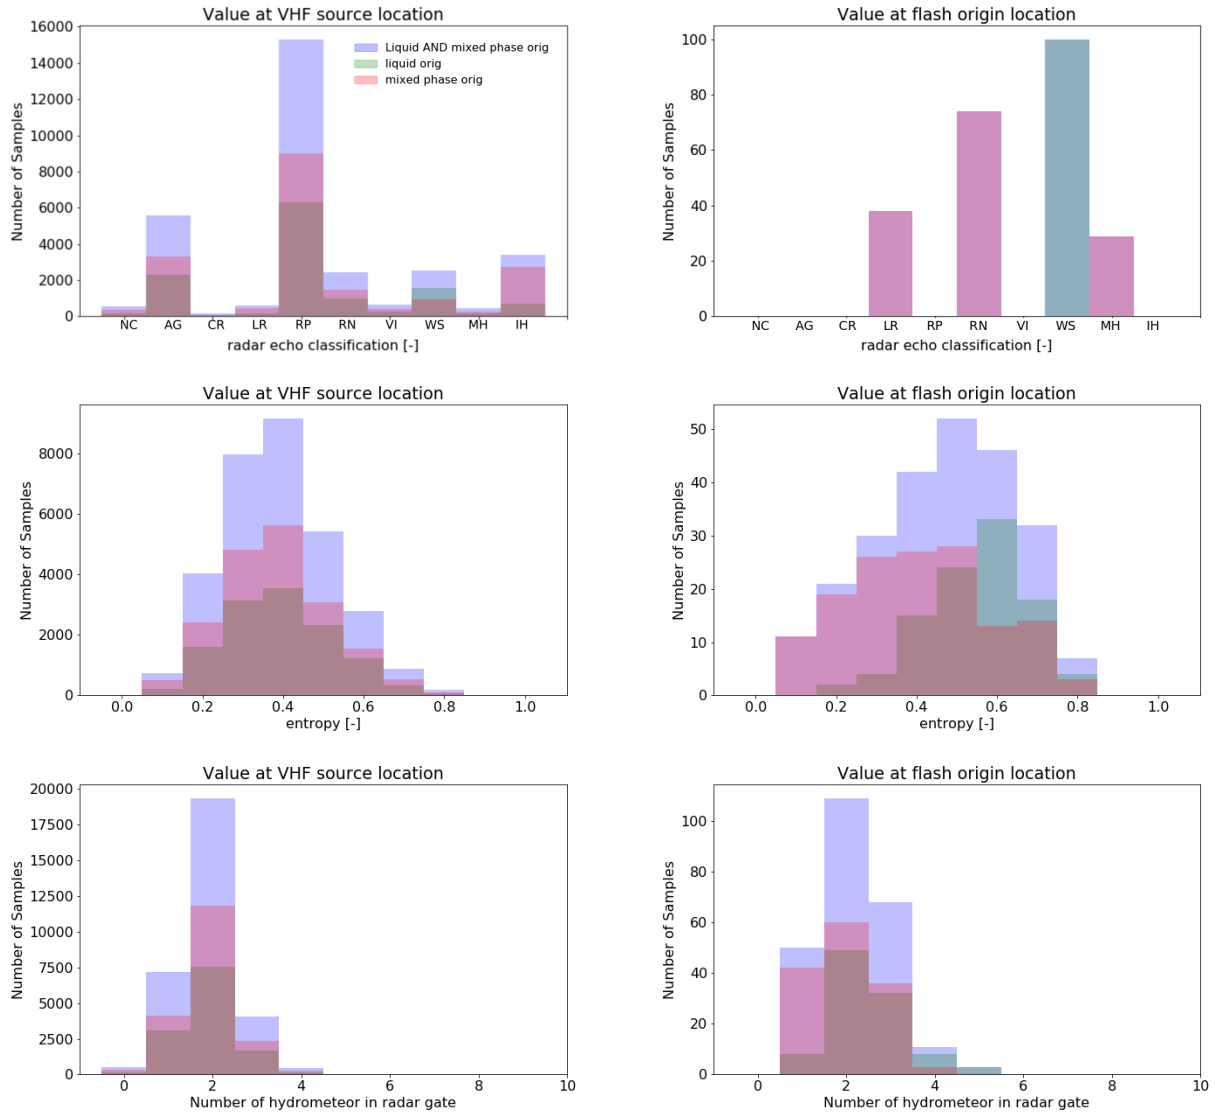 Value at VHF source location
Number of Samples
16000
14000
12000
10000
8000
6000
4000
2000
0
Liquid AND mixed phase orig
liquid orig
mixed phase orig
NC AG CR LR RP RN VI WS MH IH
radar echo classification [-]
Value at flash origin location
Number of Samples
100
80
60
40
20
0
NC AG CR LR RP RN VI WS MH IH
radar echo classification [-]
Value at VHF source location
Number of Samples
8000
6000
4000
2000
0
0.0 0.2 0.4 0.6 0.8 1.0
entropy [-]
Value at flash origin location
Number of Samples
50
40
30
20
10
0
0.0 0.2 0.4 0.6 0.8 1.0
entropy [-]
Value at VHF source location
Number of Samples
20000
17500
15000
12500
10000
7500
5000
2500
0
0 2 4 6 8 10
Number of hydrometeor in radar gate
Value at flash origin location
Number of Samples
100
80
60
40
20
0
0 2 4 6 8 10
Number of hydrometeor in radar gate